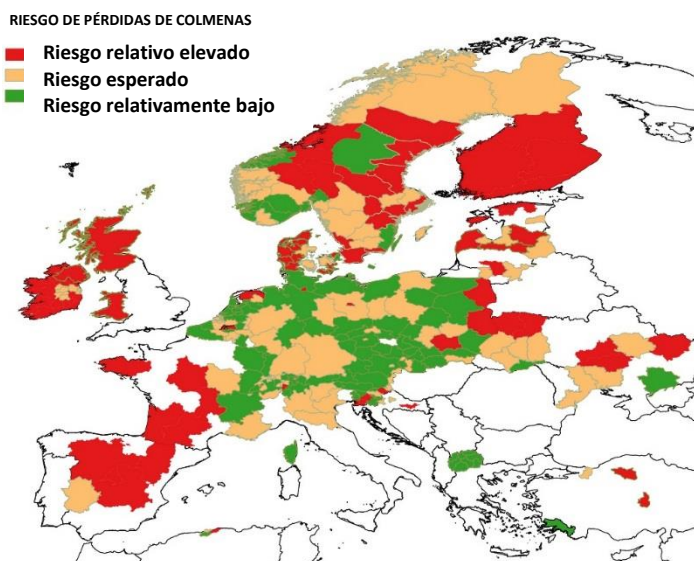 RIESGO DE PÉRDIDAS DE COLMENAS
Riesgo relativo elevado
Riesgo esperado
Riesgo relativamente bajo